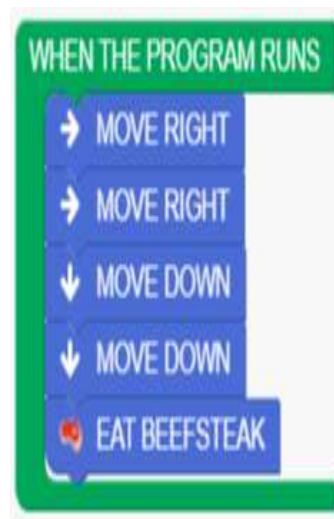 WHEN THE PROGRAM RUNS
MOVE RIGHT
MOVE RIGHT
MOVE DOWN
MOVE DOWN
EAT BEEFSTEAK